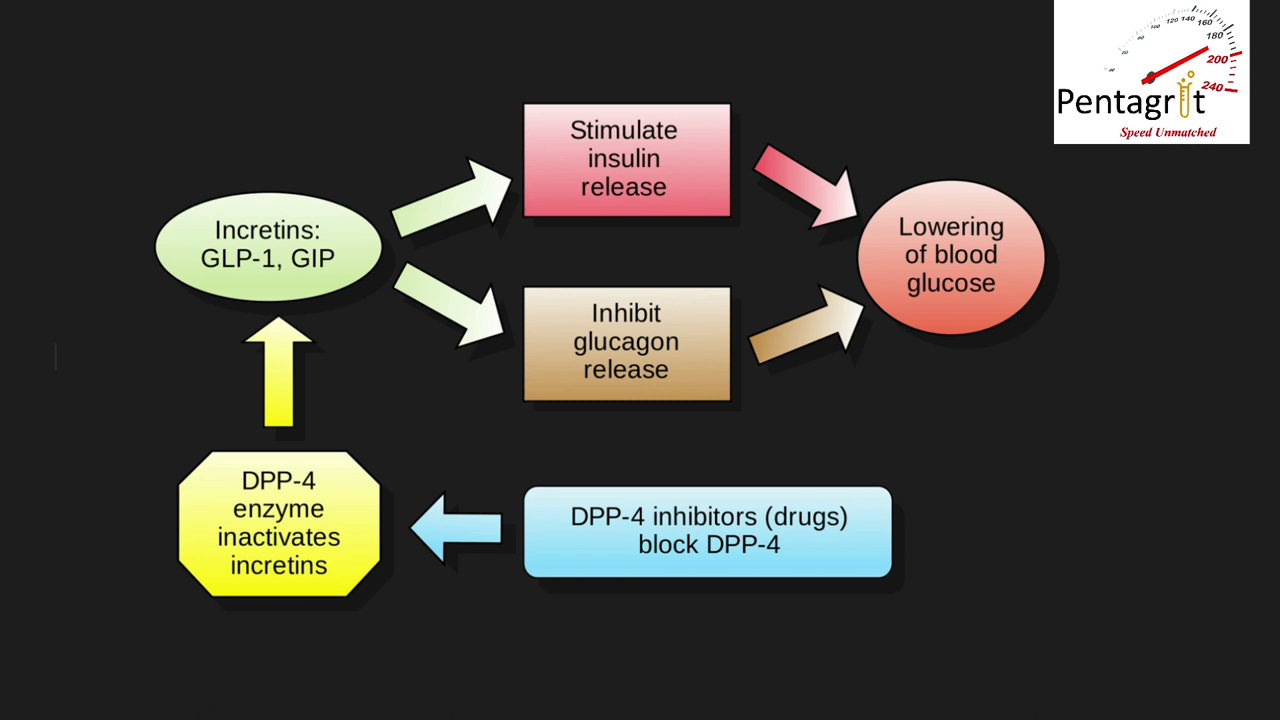 120 140 160
180
200
240
Pentagrit
Speed Unmatched
Stimulate
insulin
release
Incretins:
GLP-1, GIP
Lowering
of blood
glucose
Inhibit
glucagon
release
DPP-4
enzyme
inactivates
incretins
DPP-4 inhibitors (drugs)
block DPP-4